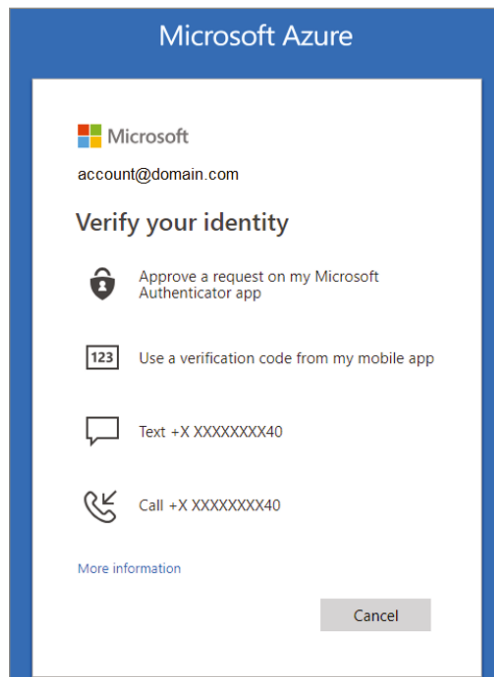 Microsoft Azure
Microsoft
account@domain.com
Verify your identity
Approve a request on my Microsoft
Authenticator app
123
Use a verification code from my mobile app
Text +X XXXXXXXX40
Call +X XXXXXXXX40
More information
Cancel